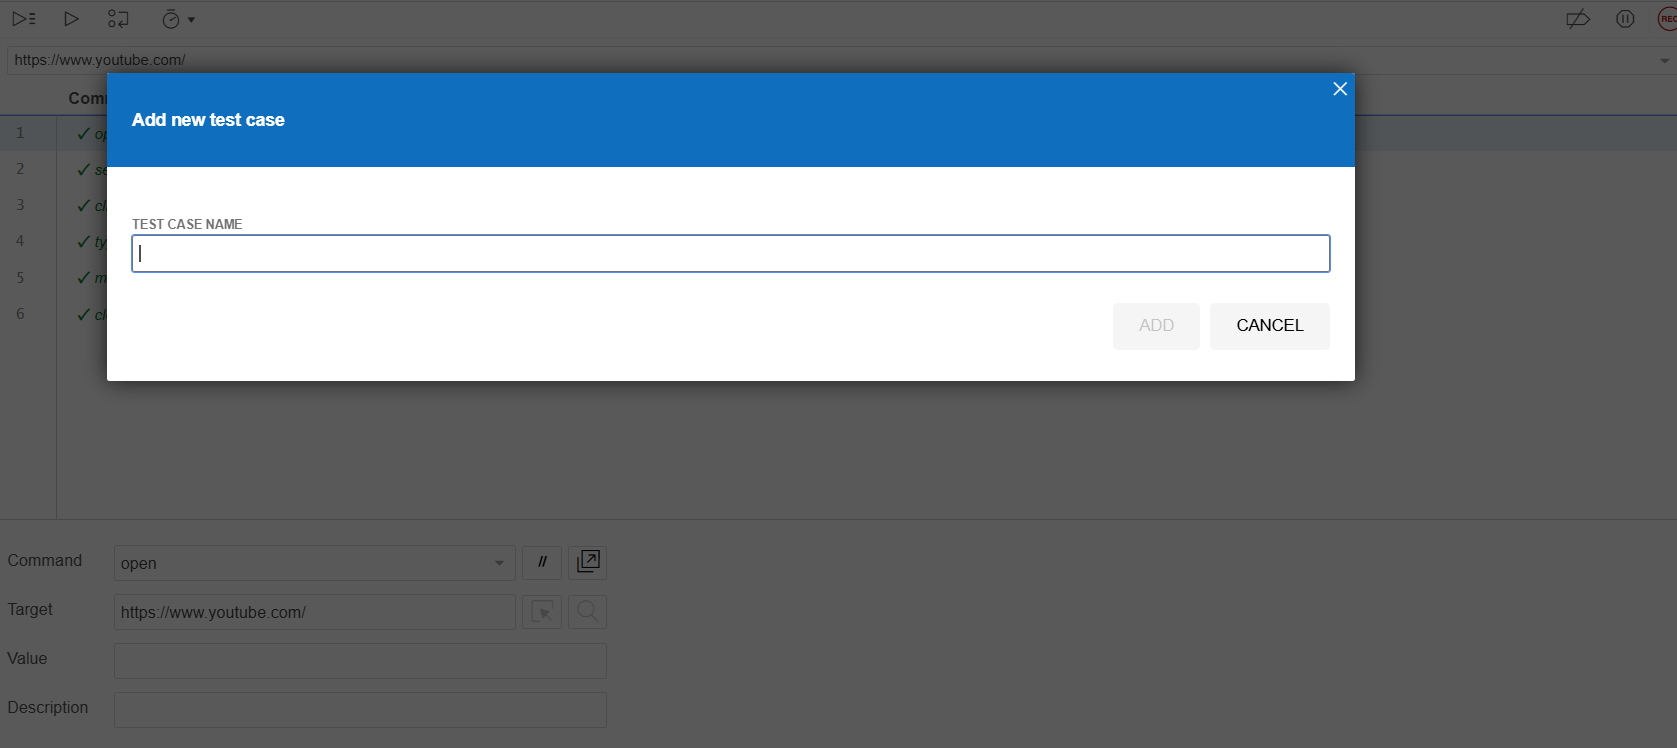 REC
https://www.youtube.com/
Add new test case
1
2
3
4
5
6
TEST CASE NAME
ADD
CANCEL
Command
open
//
Target
https://www.youtube.com/
Value
Description